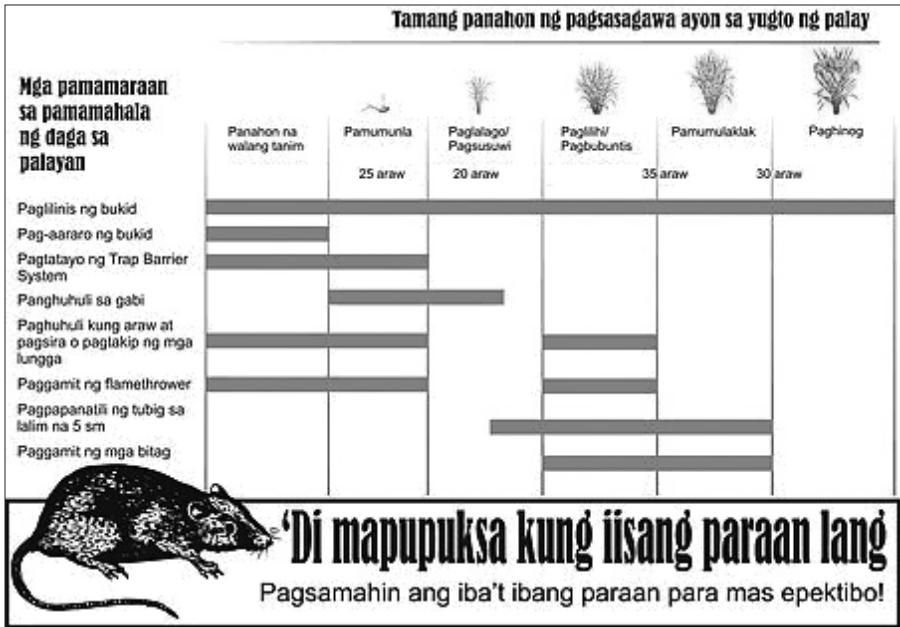 Tamang panahon ng pagsasagawa ayon sa yugto ng palay
Mga pamamaraan
sa pamamahala
ng daga sa
palayan
Panahon na
walang tanim
Pamumunla
Paglalago/
Pagsusuwi
Paglilihi/
Pagbubuntis
Pamumulaklak
Paghinog
25 araw
20 araw
35 araw
30 araw
Paglilinis ng bukid
Pag-aararo ng bukid
Pagtatayo ng Trap Barrier
System
Panghuhuli sa gabi
Paghuhuli kung araw at
pagsira o pagtakip ng mga
lungga
Paggamit ng flamethrower
Pagpapanatili ng tubig sa
lalim na 5 sm
Paggamit ng mga bitag
'Di mapupuksa kung iisang paraan lang
Pagsamahin ang iba't ibang paraan para mas epektibo!